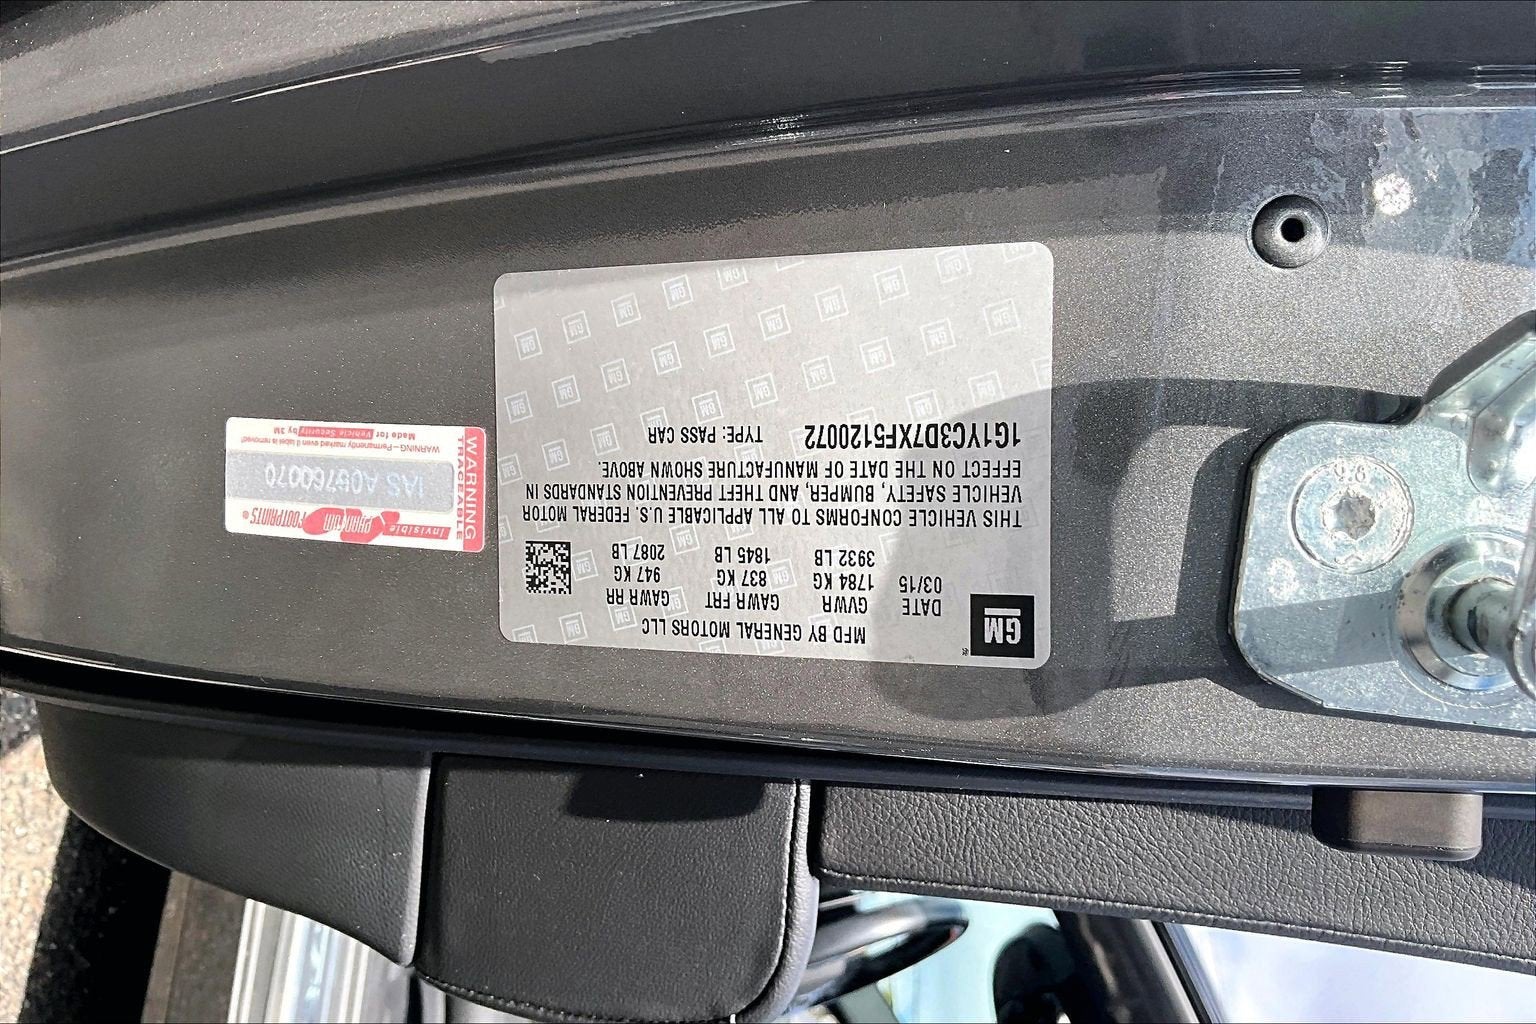 GM
MFD BY GENERAL MOTORS LLC
DATE GVWR GAWR FRT GAWR RR
03/15 1784 KG 837 KG 947 KG
3932 LB 1845 LB 2087 LB
THIS VEHICLE CONFORMS TO ALL APPLICABLE U.S. FEDERAL MOTOR
VEHICLE SAFETY, BUMPER, AND THEFT PREVENTION STANDARDS IN
EFFECT ON THE DATE OF MANUFACTURE SHOWN ABOVE.
1G1YC3D7XF5120072 TYPE: PASS CAR
WARNING
TRACEABLE
Invisible PHANTOM FOOTPRINTS®
IAS A05760070
WARNING - Permanently marked even if label is removed!
Made for Vehicle Security by 3M